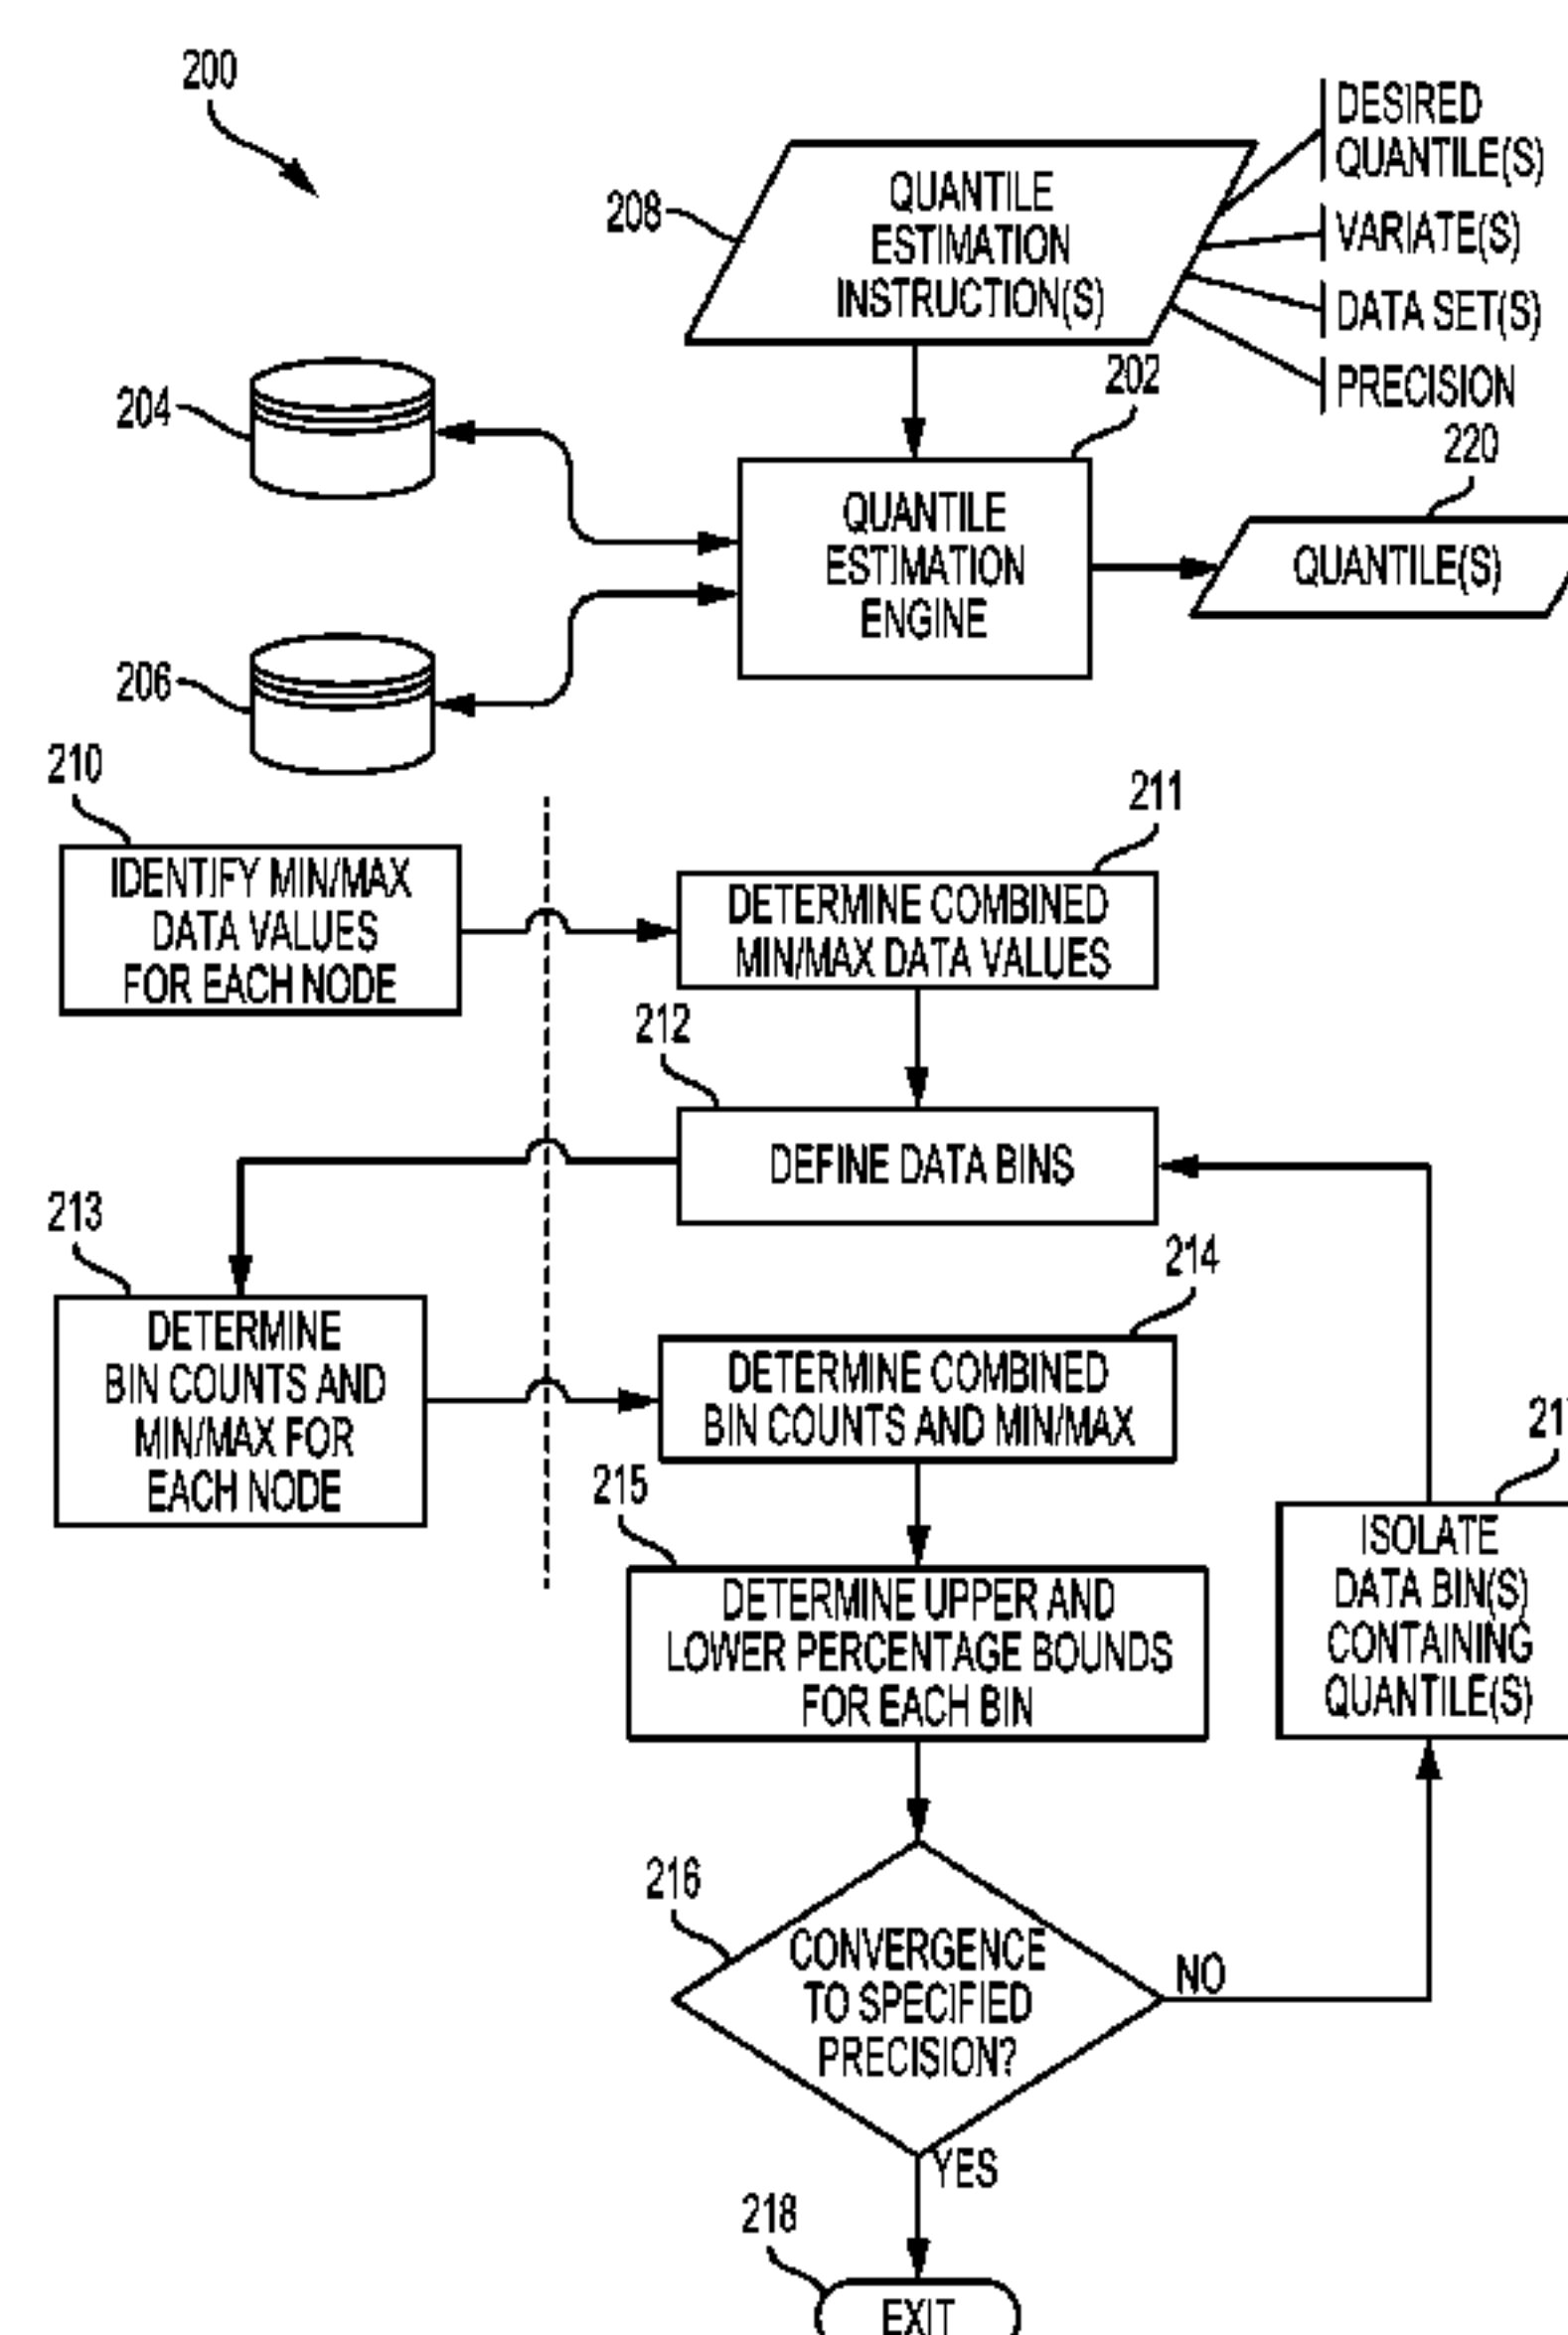 200
208
QUANTILE
ESTIMATION
INSTRUCTION(S)
DESIRED
QUANTILE(S)
VARIATE(S)
DATA SET(S)
PRECISION
202
204
QUANTILE
ESTIMATION
ENGINE
220
QUANTILE(S)
206
210
IDENTIFY MIN/MAX
DATA VALUES
FOR EACH NODE
211
DETERMINE COMBINED
MIN/MAX DATA VALUES
212
DEFINE DATA BINS
213
DETERMINE
BIN COUNTS AND
MIN/MAX FOR
EACH NODE
214
DETERMINE COMBINED
BIN COUNTS AND MIN/MAX
215
DETERMINE UPPER AND
LOWER PERCENTAGE BOUNDS
FOR EACH BIN
ISOLATE
DATA BIN(S)
CONTAINING
QUANTILE(S)
216
CONVERGENCE
TO SPECIFIED
PRECISION?
NO
YES
218
EXIT